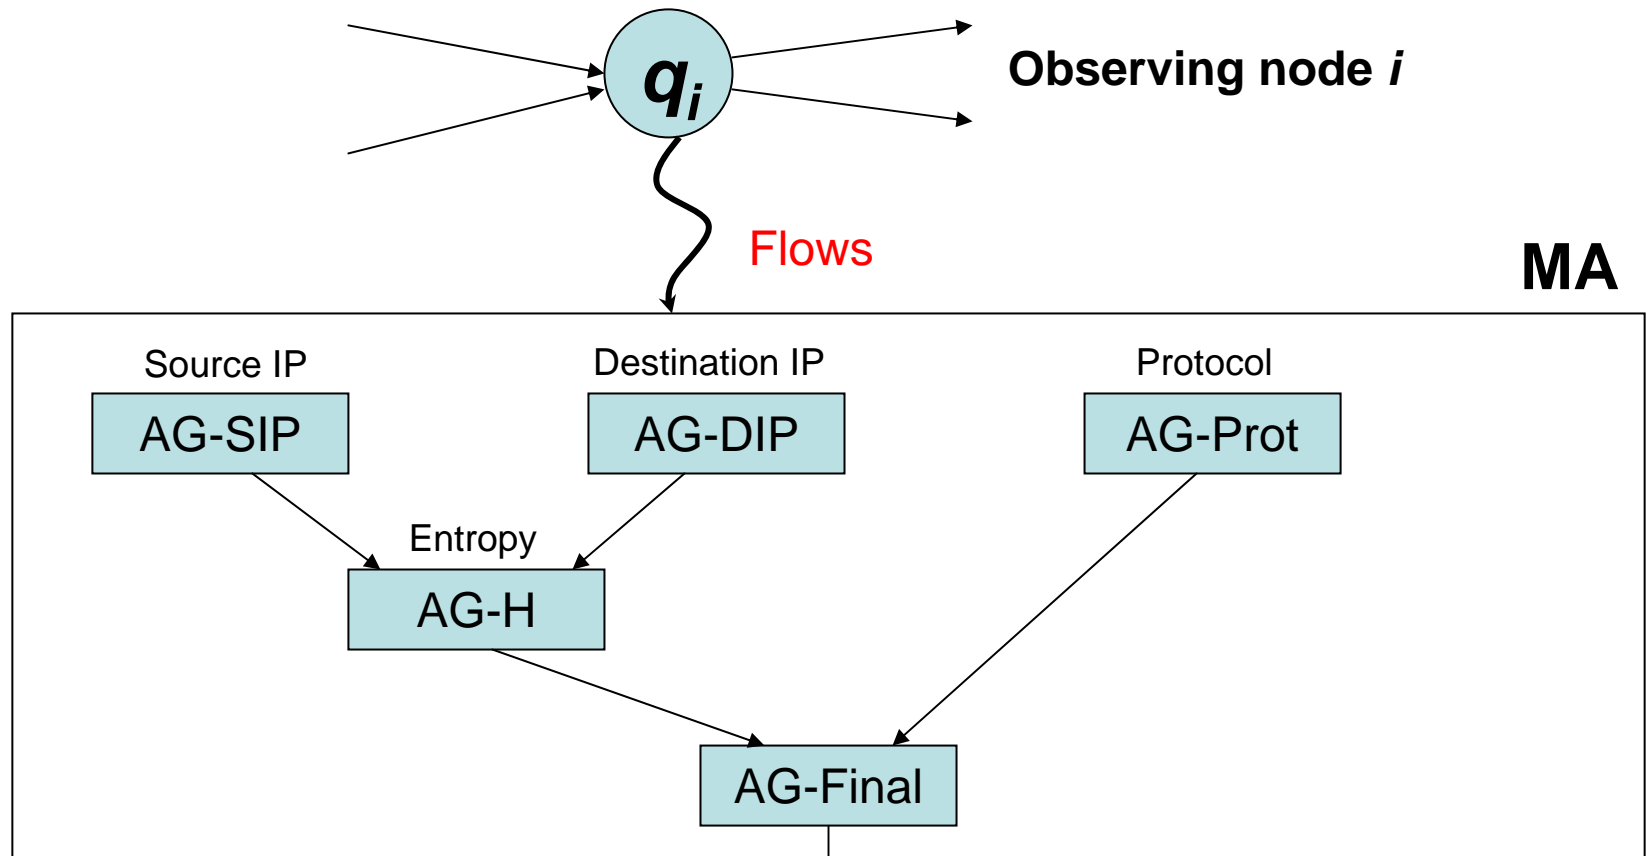 q_i
Observing node i
Flows
MA
Source IP
Destination IP
Protocol
AG-SIP
AG-DIP
AG-Prot
Entropy
AG-H
AG-Final